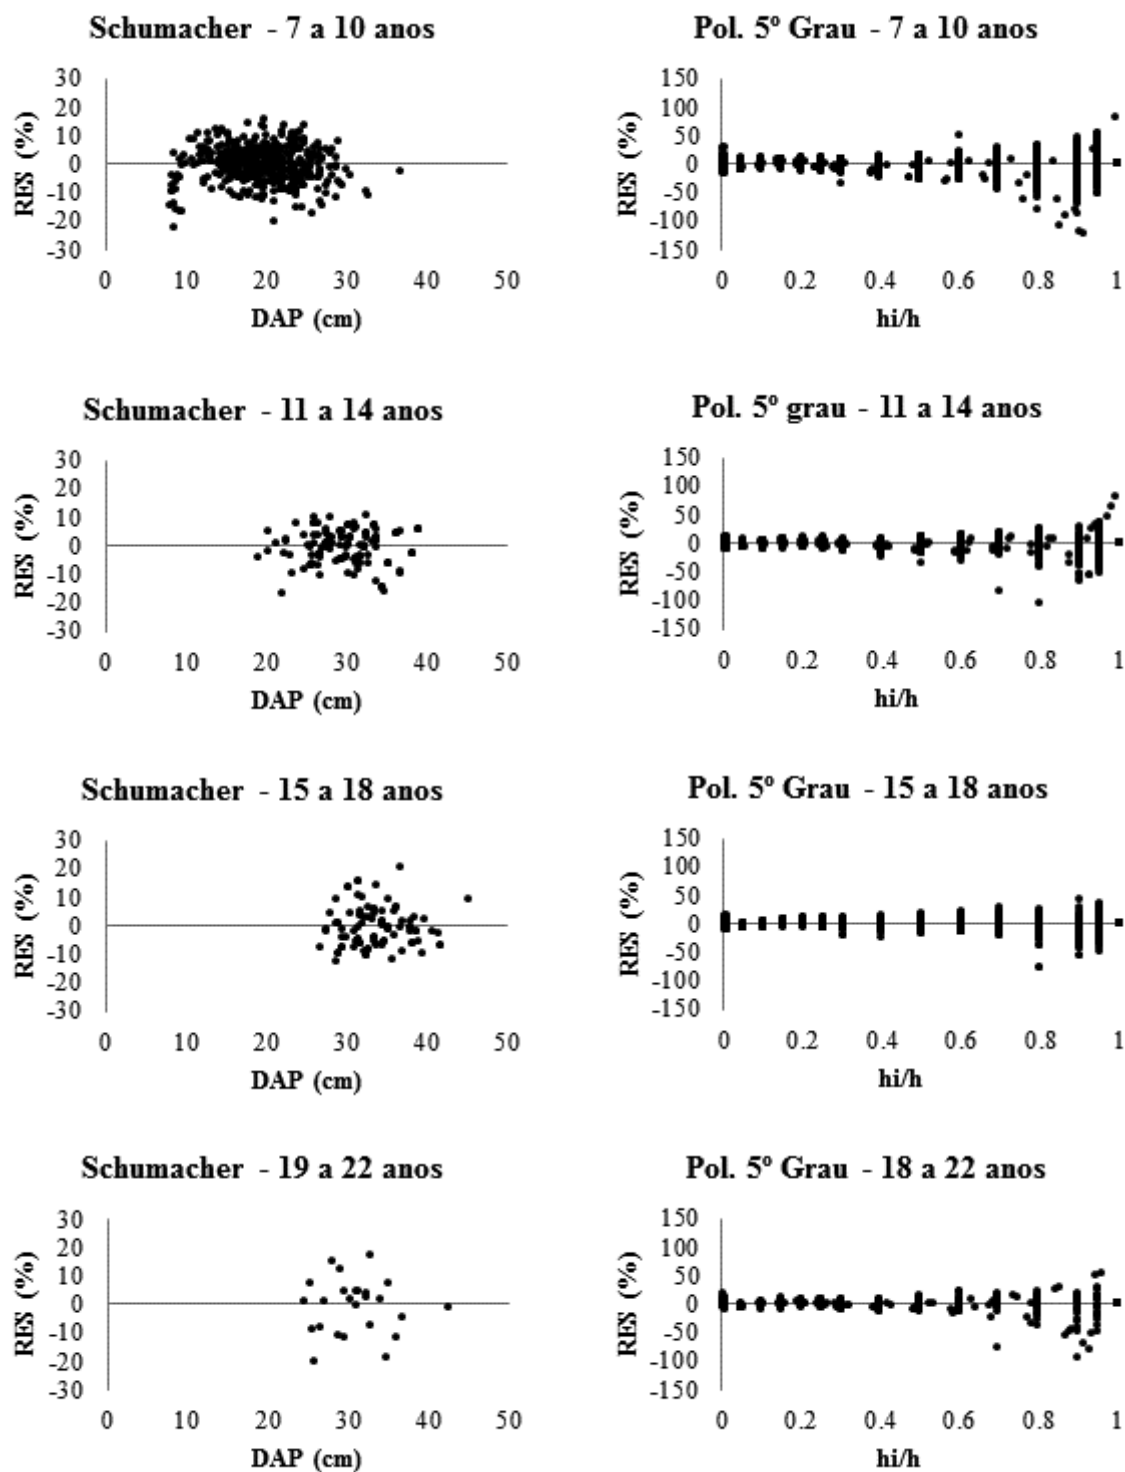 Schumacher - 7 a 10 anos
30
20
10
0
-10
-20
-30
RES (%)
0 10 20 30 40 50
DAP (cm)
Pol. 5º Grau - 7 a 10 anos
150
100
50
0
-50
-100
-150
RES (%)
0 0.2 0.4 0.6 0.8 1
hi/h
Schumacher - 11 a 14 anos
30
20
10
0
-10
-20
-30
RES (%)
0 10 20 30 40 50
DAP (cm)
Pol. 5º grau - 11 a 14 anos
150
100
50
0
-50
-100
-150
RES (%)
0 0.2 0.4 0.6 0.8 1
hi/h
Schumacher - 15 a 18 anos
30
20
10
0
-10
-20
-30
RES (%)
0 10 20 30 40 50
DAP (cm)
Pol. 5º Grau - 15 a 18 anos
150
100
50
0
-50
-100
-150
RES (%)
0 0.2 0.4 0.6 0.8 1
hi/h
Schumacher - 19 a 22 anos
30
20
10
0
-10
-20
-30
RES (%)
0 10 20 30 40 50
DAP (cm)
Pol. 5º Grau - 18 a 22 anos
150
100
50
0
-50
-100
-150
RES (%)
0 0.2 0.4 0.6 0.8 1
hi/h